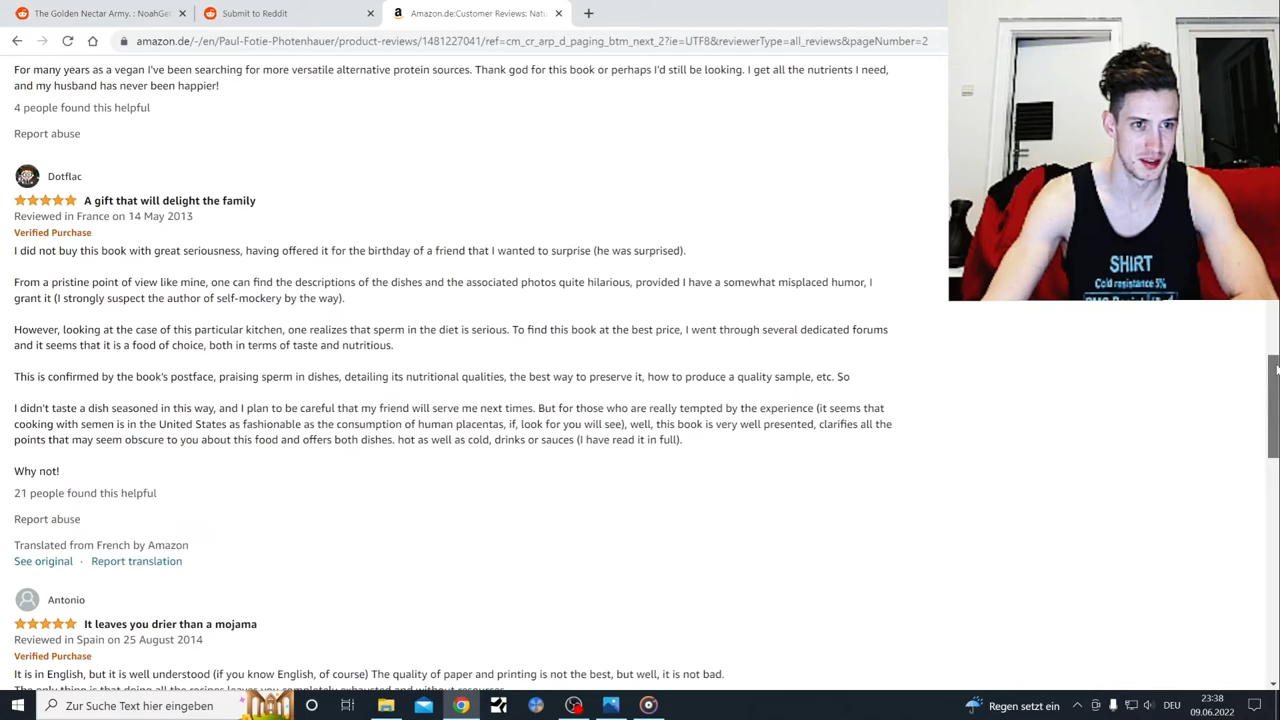 The Golden Nectar Army. : NoahGe
Submit to Reddit
Amazon.de:Customer Reviews: Natu
amazon.de/-/en/Paul-Fotie-Photenh
/1481227041
cm_cr_arp_d_paging_btm_next_2?ie=UTF8&reviewerType=all_reviews&pageNumber=2
For many years as a vegan I've been searching for more versatile alternative protein sources. Thank god for this book or perhaps I'd still be looking. I get all the nutrients I need,
and my husband has never been happier!
4 people found this helpful
Report abuse
Dotflac
A gift that will delight the family
Reviewed in France on 14 May 2013
Verified Purchase
I did not buy this book with great seriousness, having offered it for the birthday of a friend that I wanted to surprise (he was surprised).
From a pristine point of view like mine, one can find the descriptions of the dishes and the associated photos quite hilarious, provided I have a somewhat misplaced humor, I
grant it (I strongly suspect the author of self-mockery by the way).
However, looking at the case of this particular kitchen, one realizes that sperm in the diet is serious. To find this book at the best price, I went through several dedicated forums
and it seems that it is a food of choice, both in terms of taste and nutritious.
This is confirmed by the book's postface, praising sperm in dishes, detailing its nutritional qualities, the best way to preserve it, how to produce a quality sample, etc. So
I didn't taste a dish seasoned in this way, and I plan to be careful that my friend will serve me next times. But for those who are really tempted by the experience (it seems that
cooking with semen is in the United States as fashionable as the consumption of human placentas, if, look for you will see), well, this book is very well presented, clarifies all the
points that may seem obscure to you about this food and offers both dishes. hot as well as cold, drinks or sauces (I have read it in full).
Why not!
21 people found this helpful
Report abuse
Translated from French by Amazon
See original · Report translation
Antonio
It leaves you drier than a mojama
Reviewed in Spain on 25 August 2014
Verified Purchase
It is in English, but it is well understood (if you know English, of course) The quality of paper and printing is not the best, but well, it is not bad.
The only thing is that doing all the recipes leaves you completely exhausted and without resources
SHIRT
Cold resistance 5%
Zur Suche Text hier eingeben
Regen setzt ein
DEU
23:38
09.06.2022